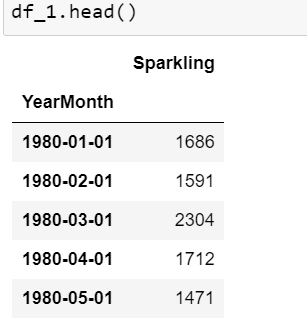 df_1.head()
Sparkling
YearMonth
1980-01-01 1686
1980-02-01 1591
1980-03-01 2304
1980-04-01 1712
1980-05-01 1471